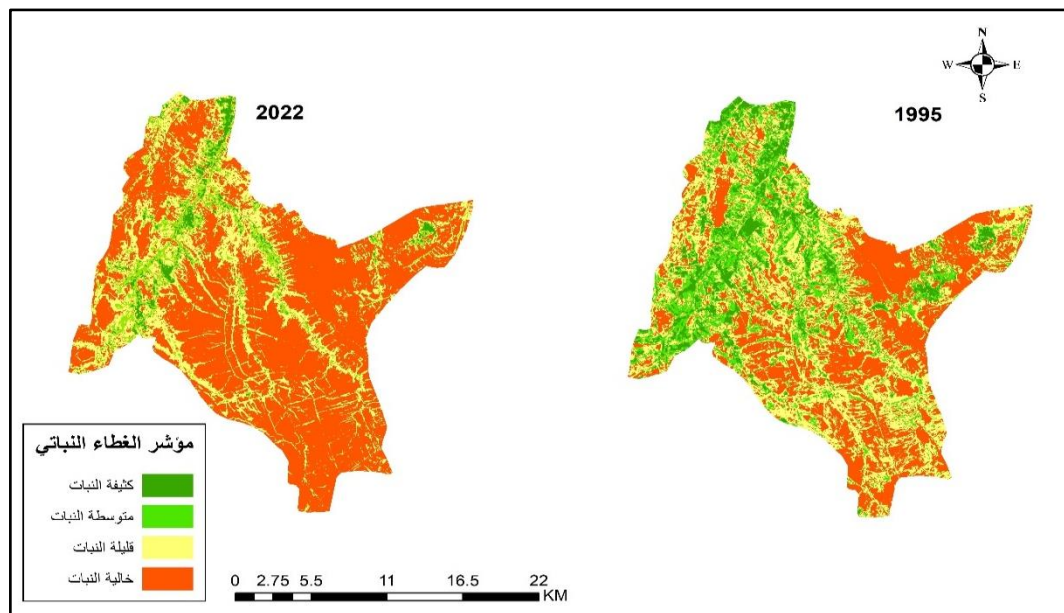 N
W E
S
2022
1995
مؤشر الغطاء النباتي
كثيفة النبات
متوسطة النبات
قليلة النبات
خالية النبات
0 2.75 5.5 11 16.5 22
KM